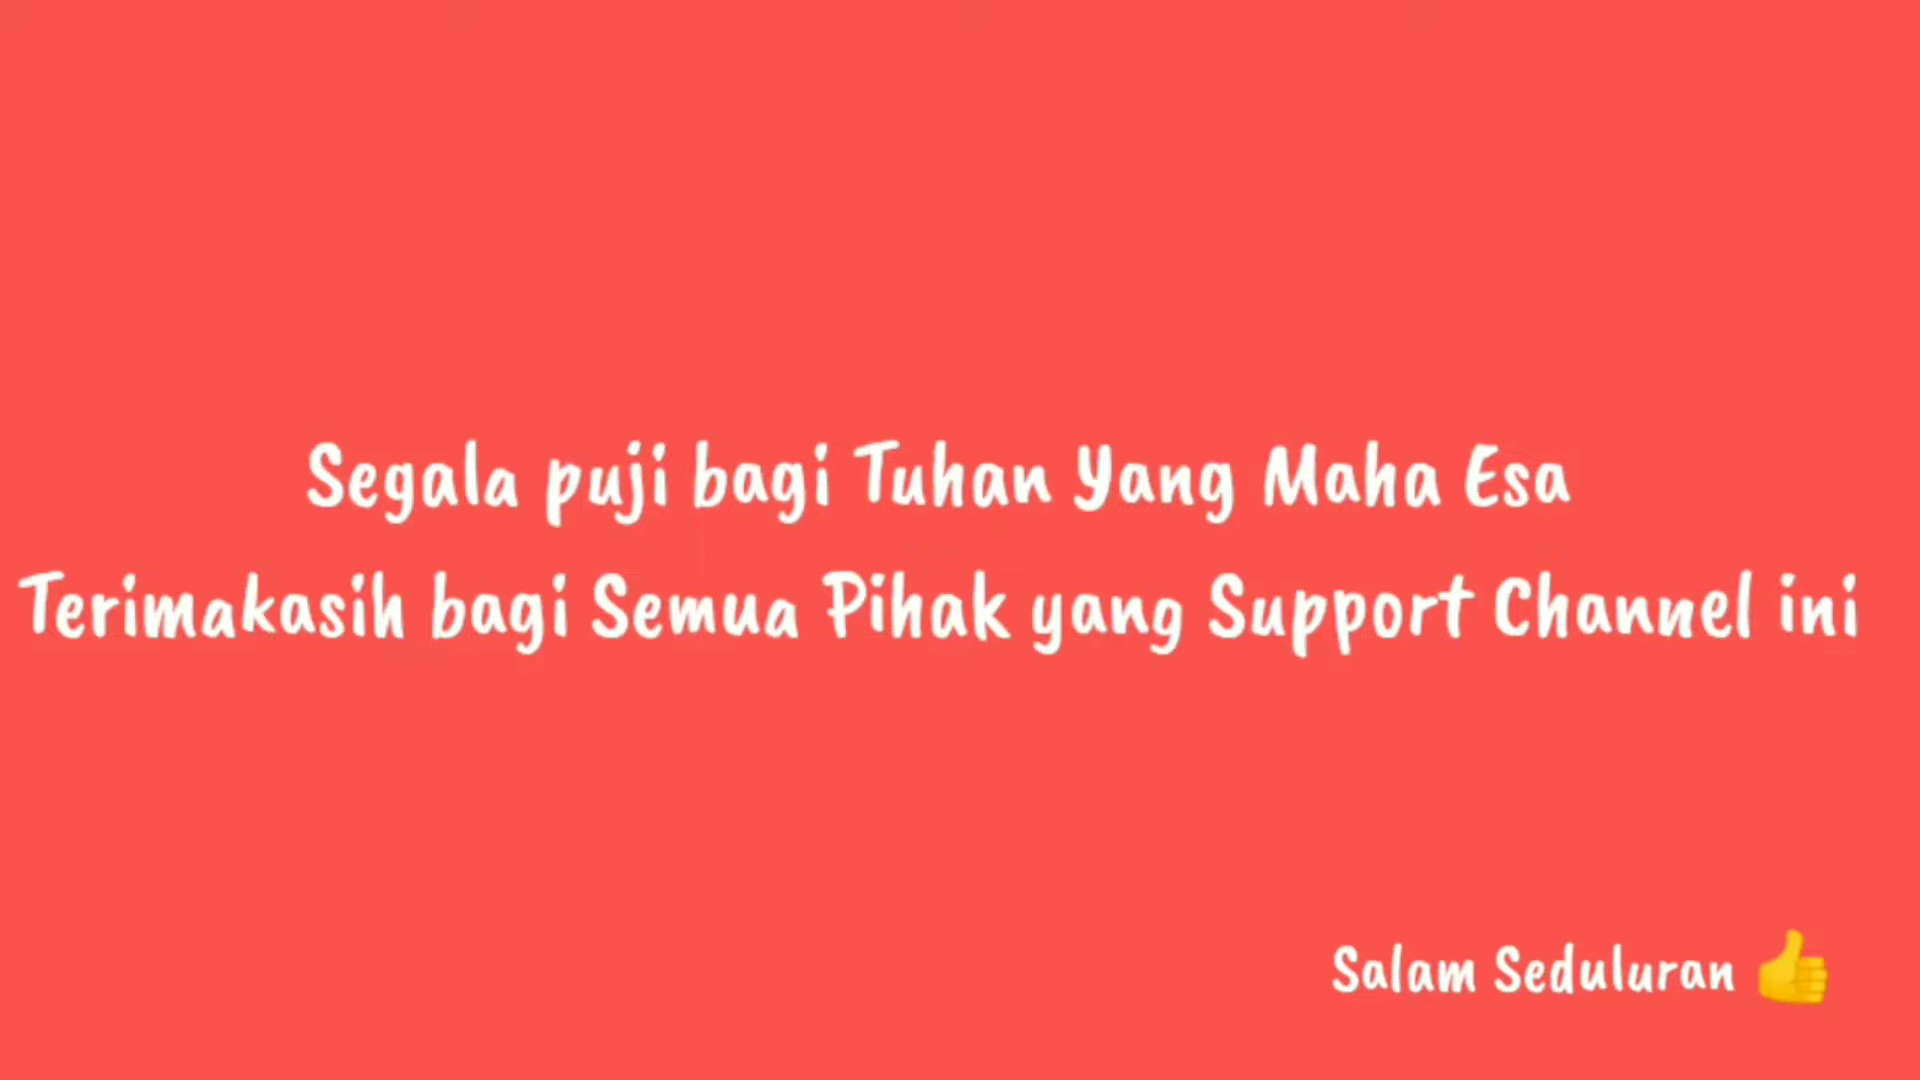 Segala puji bagi Tuhan Yang Maha Esa
Terimakasih bagi Semua Pihak yang Support Channel ini
Salam Seduluran 👍